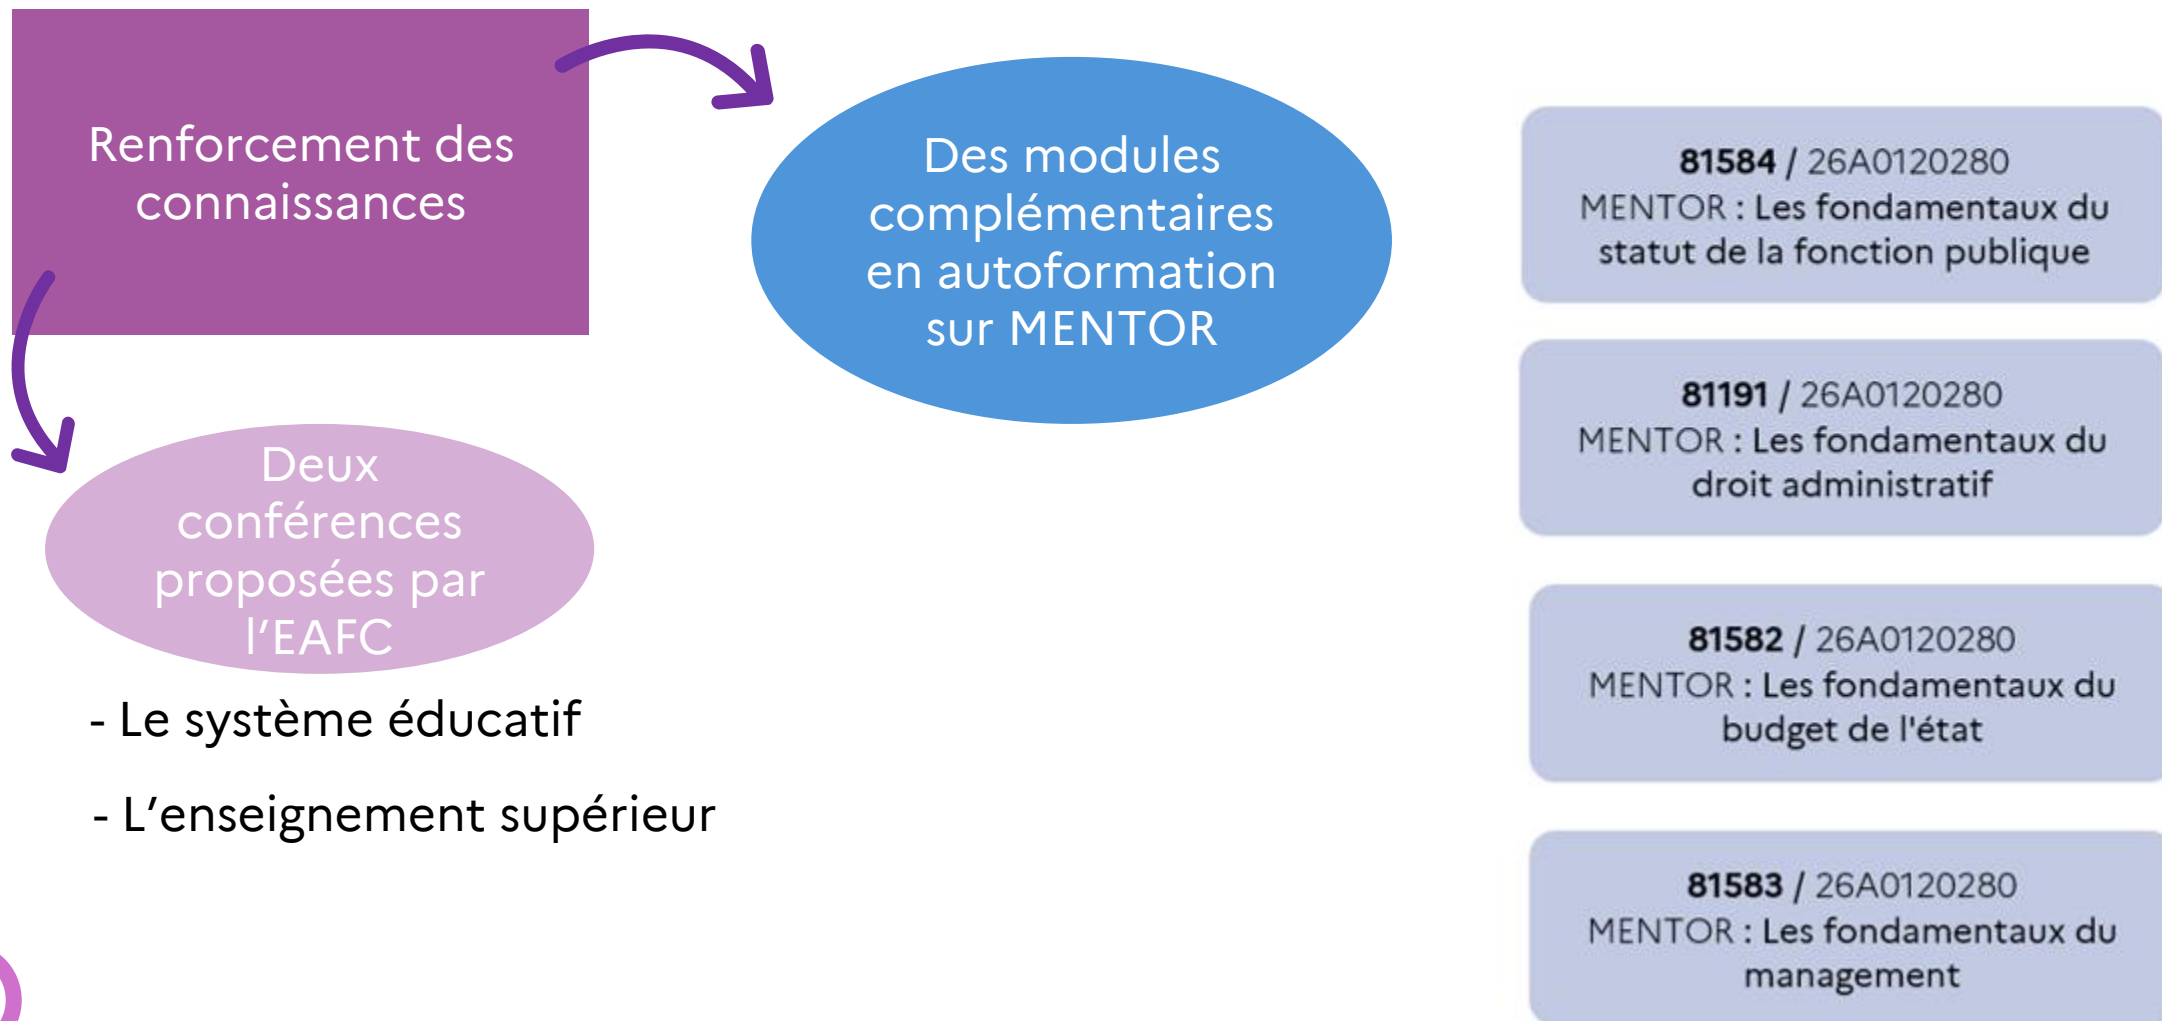 Renforcement des
connaissances
Des modules
complémentaires
en autoformation
sur MENTOR
Deux
conférences
proposées par
l’EAFC
- Le système éducatif
- L’enseignement supérieur
81584 / 26A0120280
MENTOR : Les fondamentaux du
statut de la fonction publique
81191 / 26A0120280
MENTOR : Les fondamentaux du
droit administratif
81582 / 26A0120280
MENTOR : Les fondamentaux du
budget de l'état
81583 / 26A0120280
MENTOR : Les fondamentaux du
management